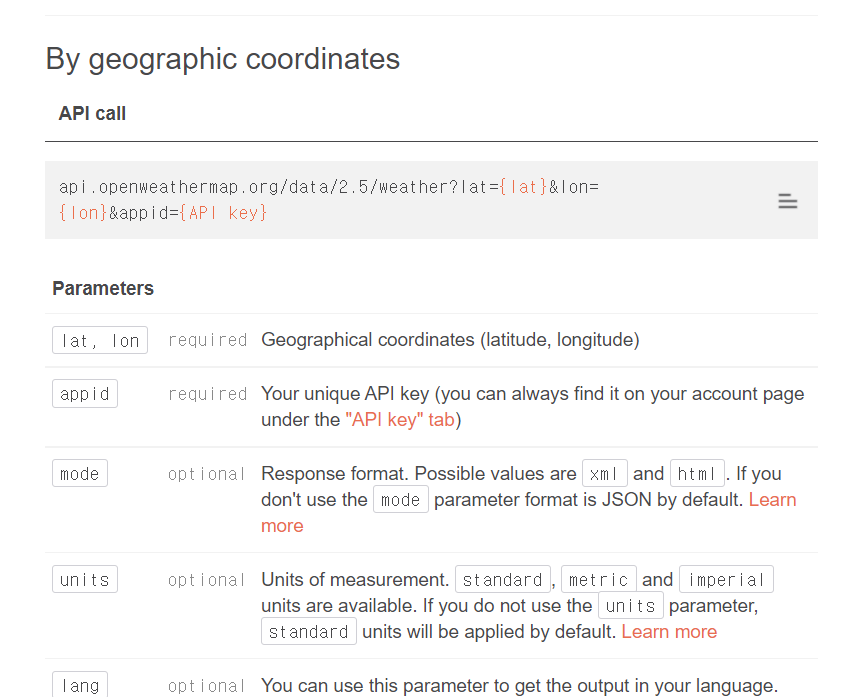 By geographic coordinates
API call
api.openweathermap.org/data/2.5/weather?lat={lat}&lon=
{lon}&appid={API key}
Parameters
lat, lon required Geographical coordinates (latitude, longitude)
appid required Your unique API key (you can always find it on your account page
under the "API key" tab)
mode optional Response format. Possible values are xml and html. If you
don't use the mode parameter format is JSON by default. Learn
more
units optional Units of measurement. standard, metric and imperial
units are available. If you do not use the units parameter,
standard units will be applied by default. Learn more
lang optional You can use this parameter to get the output in your language.